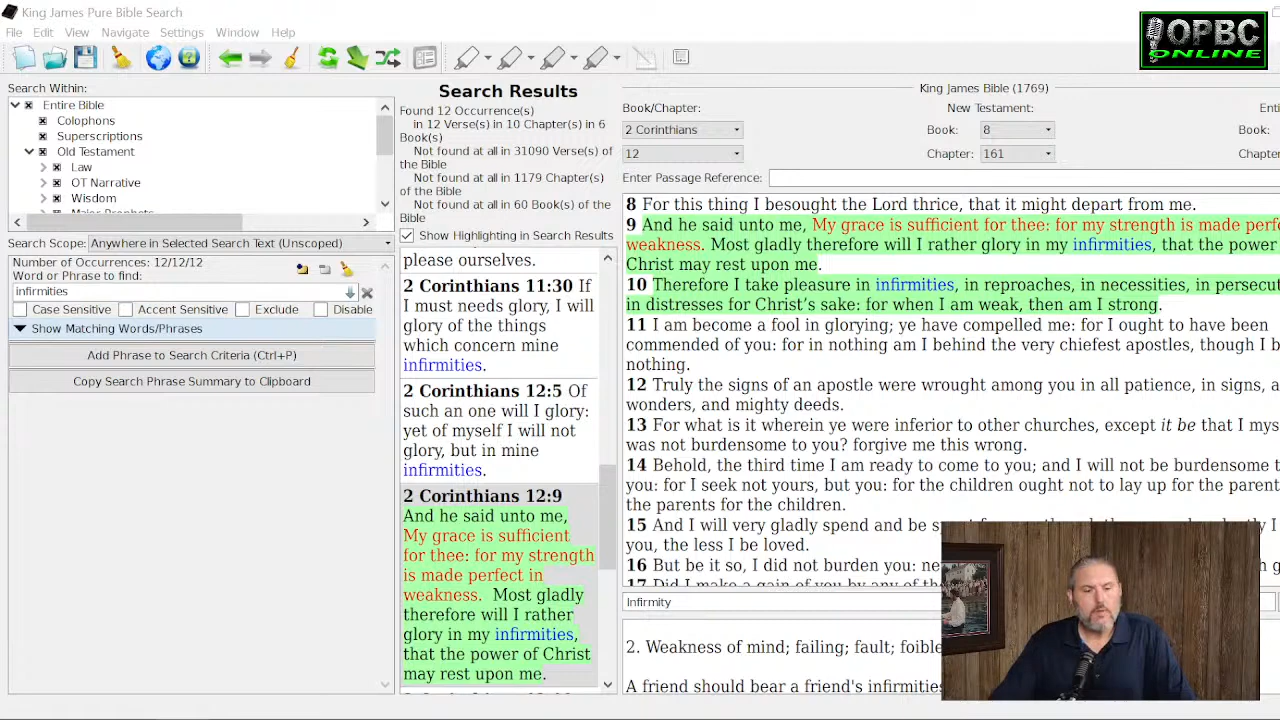 King James Pure Bible Search
File Edit View Navigate Settings Window Help
OPBC
ONLINE
Search Within:
Entire Bible
Colophons
Superscriptions
Old Testament
Law
OT Narrative
Wisdom
Major Prophets
Search Scope: Anywhere in Selected Search Text (Unscoped)
Number of Occurrences: 12/12/12
Word or Phrase to find:
infirmities
Case Sensitive Accent Sensitive Exclude Disable
Show Matching Words/Phrases
Add Phrase to Search Criteria (Ctrl+P)
Copy Search Phrase Summary to Clipboard
Search Results
Found 12 Occurrence(s)
in 12 Verse(s) in 10 Chapter(s) in 6
Book(s)
Not found at all in 31090 Verse(s) of
the Bible
Not found at all in 1179 Chapter(s)
of the Bible
Not found at all in 60 Book(s) of the
Bible
Show Highlighting in Search Results
please ourselves.
2 Corinthians 11:30 If
I must needs glory, I will
glory of the things
which concern mine
infirmities.
2 Corinthians 12:5 Of
such an one will I glory:
yet of myself I will not
glory, but in mine
infirmities.
2 Corinthians 12:9
And he said unto me,
My grace is sufficient
for thee: for my strength
is made perfect in
weakness. Most gladly
therefore will I rather
glory in my infirmities,
that the power of Christ
may rest upon me.
King James Bible (1769)
Book/Chapter: New Testament: Enti
2 Corinthians Book: 8 Book:
12 Chapter: 161 Chapte
Enter Passage Reference:
8 For this thing I besought the Lord thrice, that it might depart from me.
9 And he said unto me, My grace is sufficient for thee: for my strength is made perfe
weakness. Most gladly therefore will I rather glory in my infirmities, that the power
Christ may rest upon me.
10 Therefore I take pleasure in infirmities, in reproaches, in necessities, in persecut
in distresses for Christ’s sake: for when I am weak, then am I strong.
11 I am become a fool in glorying; ye have compelled me: for I ought to have been
commended of you: for in nothing am I behind the very chiefest apostles, though I b
nothing.
12 Truly the signs of an apostle were wrought among you in all patience, in signs, a
wonders, and mighty deeds.
13 For what is it wherein ye were inferior to other churches, except it be that I mys
was not burdensome to you? forgive me this wrong.
14 Behold, the third time I am ready to come to you; and I will not be burdensome t
you: for I seek not yours, but you: for the children ought not to lay up for the parent
the parents for the children.
15 And I will very gladly spend and be
you, the less I be loved.
16 But be it so, I did not burden you: ne
17 Did I make a gain of you by any of
Infirmity
2. Weakness of mind; failing; fault; foible
A friend should bear a friend's infirmities